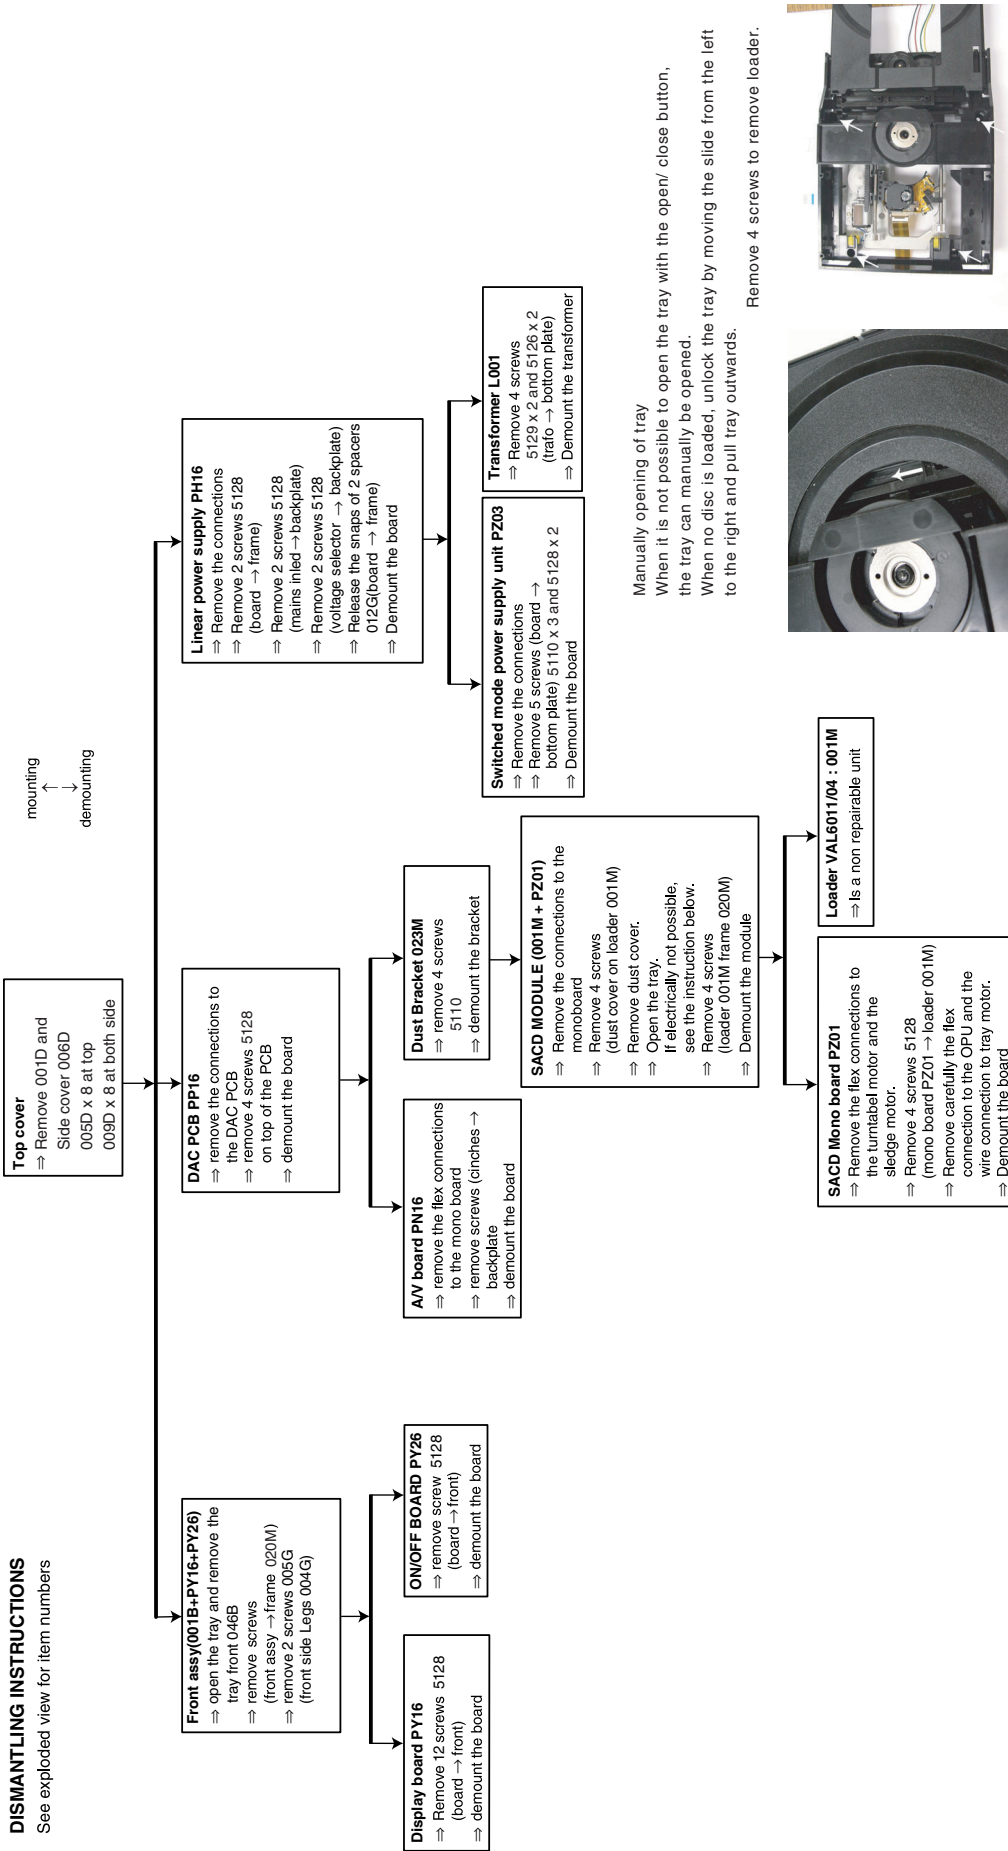 DISMANTLING INSTRUCTIONS
See exploded view for item numbers
mounting
demounting
Top cover
⇒ Remove 001D and
Side cover 006D
005D x 8 at top
009D x 8 at both side
Front assy(001B+PY16+PY26)
⇒ open the tray and remove the
tray front 046B
⇒ remove screws
(front assy → frame 020M)
⇒ remove 2 screws 005G
(front side Legs 004G)
Display board PY16
⇒ Remove 12 screws 5128
(board → front)
⇒ demount the board
ON/OFF BOARD PY26
⇒ remove screw 5128
(board → front)
⇒ demount the board
DAC PCB PP16
⇒ remove the connections to
the DAC PCB
⇒ remove 4 screws 5128
on top of the PCB
⇒ demount the board
A/V board PN16
⇒ remove the flex connections
to the mono board
⇒ remove screws (cinches →
backplate
⇒ demount the board
Dust Bracket 023M
⇒ remove 4 screws
5110
⇒ demount the bracket
SACD MODULE (001M + PZ01)
⇒ Remove the connections to the
monoboard
⇒ Remove 4 screws
(dust cover on loader 001M)
⇒ Remove dust cover.
⇒ Open the tray.
If electrically not possible,
see the instruction below.
⇒ Remove 4 screws
(loader 001M frame 020M)
⇒ Demount the module
SACD Mono board PZ01
⇒ Remove the flex connections to
the turntabel motor and the
sledge motor.
⇒ Remove 4 screws 5128
(mono board PZ01 → loader 001M)
⇒ Remove carefully the flex
connection to the OPU and the
wire connection to tray motor.
⇒ Demount the board
Loader VAL6011/04 : 001M
⇒ Is a non repairable unit
Linear power supply PH16
⇒ Remove the connections
⇒ Remove 2 screws 5128
(board → frame)
⇒ Remove 2 screws 5128
(mains inled → backplate)
⇒ Remove 2 screws 5128
(voltage selector → backplate)
⇒ Release the snaps of 2 spacers
012G(board → frame)
⇒ Demount the board
Switched mode power supply unit PZ03
⇒ Remove the connections
⇒ Remove 5 screws (board →
bottom plate) 5110 x 3 and 5128 x 2
⇒ Demount the board
Transformer L001
⇒ Remove 4 screws
5129 x 2 and 5126 x 2
(trafo → bottom plate)
⇒ Demount the transformer
Manually opening of tray
When it is not possible to open the tray with the open/ close button,
the tray can manually be opened.
When no disc is loaded, unlock the tray by moving the slide from the left
to the right and pull tray outwards.
Remove 4 screws to remove loader.